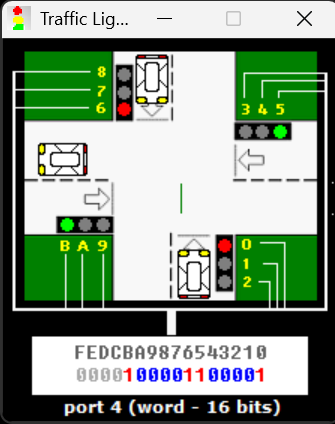 Traffic Lig...
8
7
6
3 4 5
B A 9
0
1
2
FEDCBA9876543210
0000100001100001
port 4 (word - 16 bits)